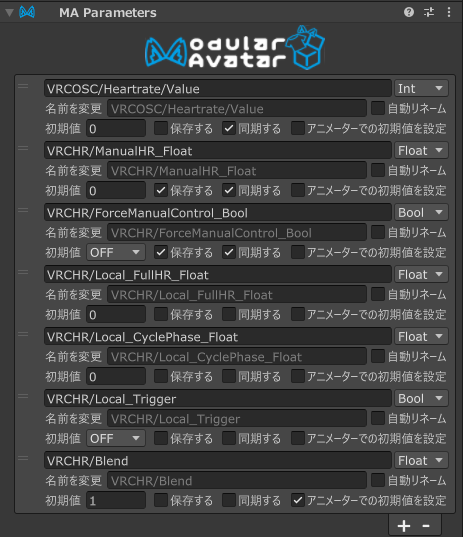 MA Parameters
Modular
Avatar
VRCOSC/Heartrate/Value Int
名前を変更 VRCOSC/Heartrate/Value 自動リネーム
初期値 0 保存する 同期する アニメーターでの初期値を設定
VRCHR/ManualHR_Float Float
名前を変更 VRCHR/ManualHR_Float 自動リネーム
初期値 0 保存する 同期する アニメーターでの初期値を設定
VRCHR/ForceManualControl_Bool Bool
名前を変更 VRCHR/ForceManualControl_Bool 自動リネーム
初期値 OFF 保存する 同期する アニメーターでの初期値を設定
VRCHR/Local_FullHR_Float Float
名前を変更 VRCHR/Local_FullHR_Float 自動リネーム
初期値 0 保存する 同期する アニメーターでの初期値を設定
VRCHR/Local_CyclePhase_Float Float
名前を変更 VRCHR/Local_CyclePhase_Float 自動リネーム
初期値 0 保存する 同期する アニメーターでの初期値を設定
VRCHR/Local_Trigger Bool
名前を変更 VRCHR/Local_Trigger 自動リネーム
初期値 OFF 保存する 同期する アニメーターでの初期値を設定
VRCHR/Blend Float
名前を変更 VRCHR/Blend 自動リネーム
初期値 1 保存する 同期する アニメーターでの初期値を設定
+ -